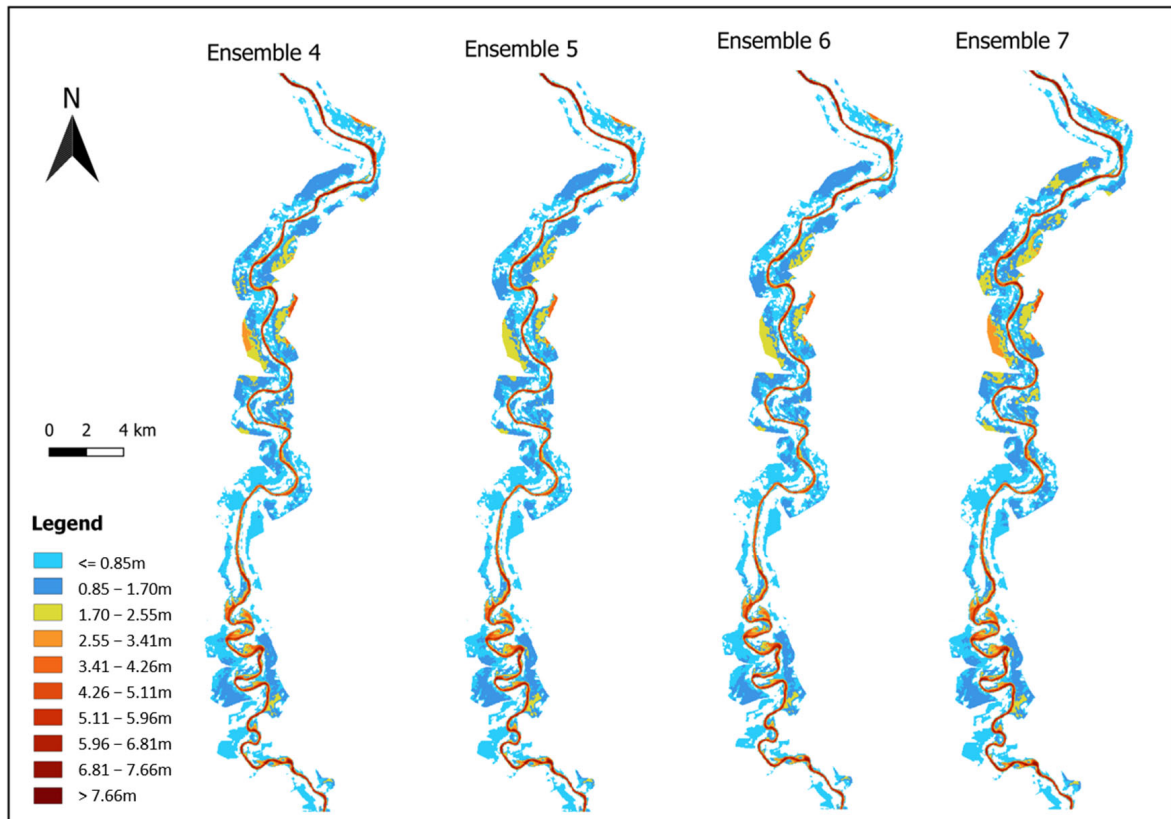 Ensemble 4
Ensemble 5
Ensemble 6
Ensemble 7
N
0 2 4 km
Legend
<= 0.85m
0.85 – 1.70m
1.70 – 2.55m
2.55 – 3.41m
3.41 – 4.26m
4.26 – 5.11m
5.11 – 5.96m
5.96 – 6.81m
6.81 – 7.66m
> 7.66m